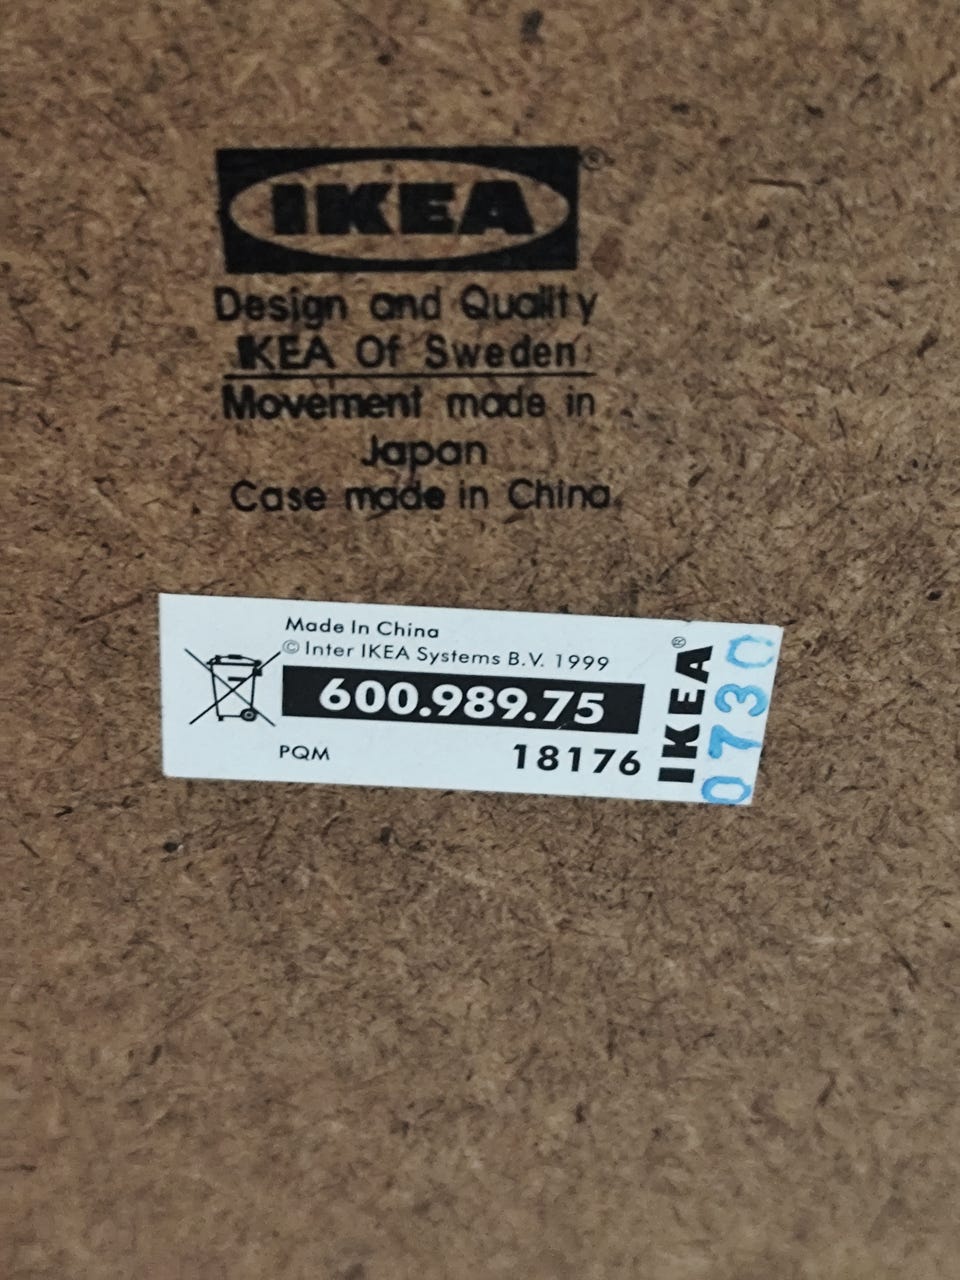 IKEA®
Design and Quality
IKEA Of Sweden
Movement made in
Japan
Case made in China.
Made In China
© Inter IKEA Systems B.V. 1999
600.989.75
PQM 18176
IKEA®
0730